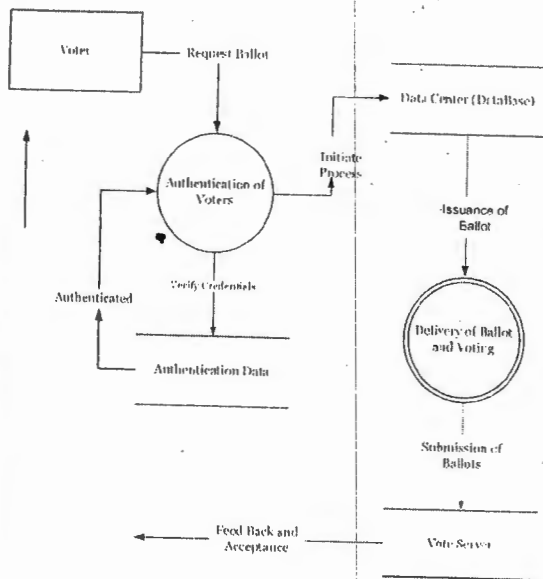 Voter
Request Ballot
Data Center (DataBase)
Initiate
Process
Authentication of
Voters
Issuance of
Ballot
Verify Credentials
Authenticated
Delivery of Ballot
and Voting
Authentication Data
Submission of
Ballots
Feed Back and
Acceptance
Vote Server